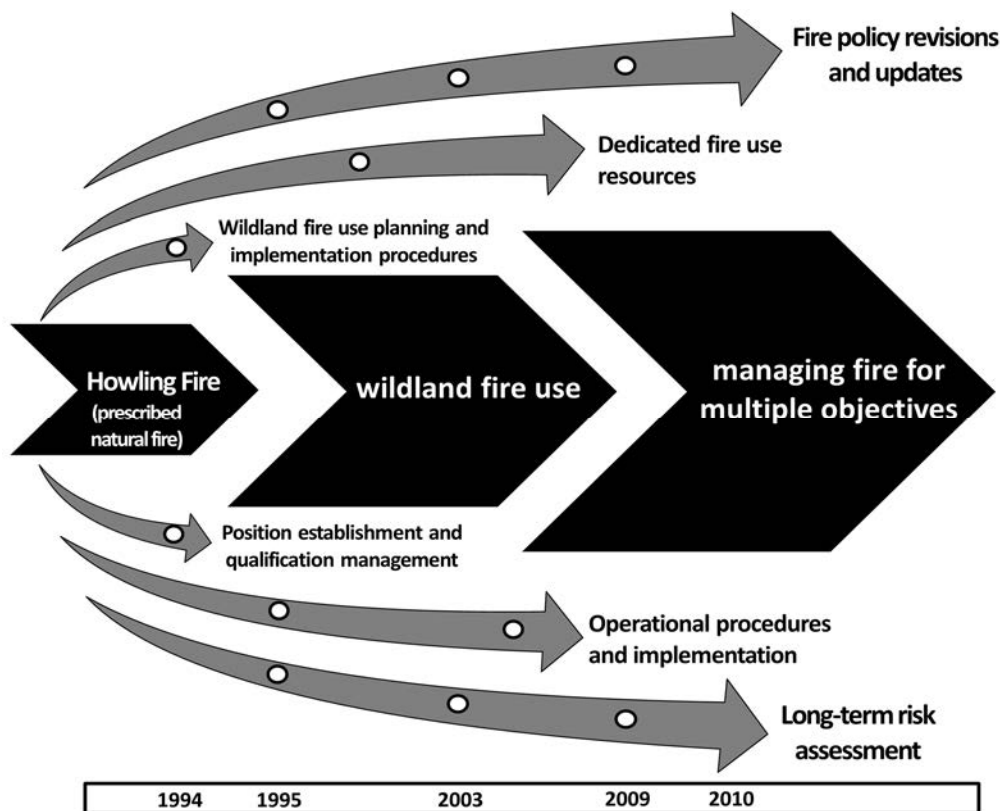 Fire policy revisions
and updates
Dedicated fire use
resources
Wildland fire use planning and
implementation procedures
Howling Fire
(prescribed
natural fire)
wildland fire use
managing fire for
multiple objectives
Position establishment and
qualification management
Operational procedures
and implementation
Long-term risk
assessment
1994 1995 2003 2009 2010